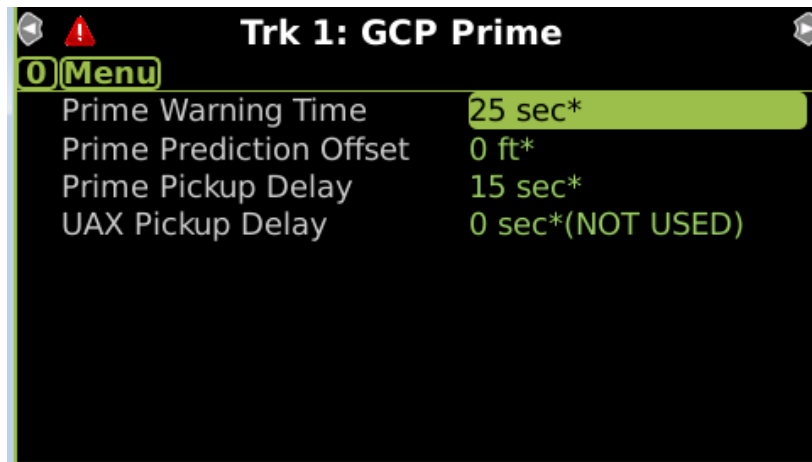 Trk 1: GCP Prime
0 Menu
Prime Warning Time 25 sec*
Prime Prediction Offset 0 ft*
Prime Pickup Delay 15 sec*
UAX Pickup Delay 0 sec*(NOT USED)